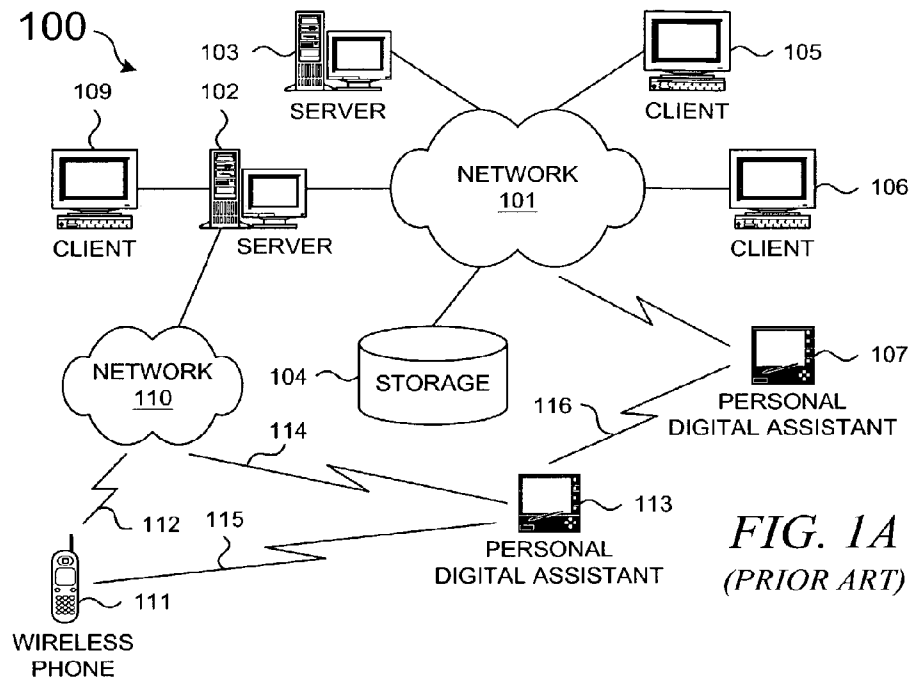 100
103
SERVER
105
CLIENT
109
CLIENT
102
SERVER
NETWORK
101
106
CLIENT
NETWORK
110
104
STORAGE
107
PERSONAL
DIGITAL ASSISTANT
116
114
112
115
113
PERSONAL
DIGITAL ASSISTANT
111
WIRELESS
PHONE
FIG. 1A
(PRIOR ART)